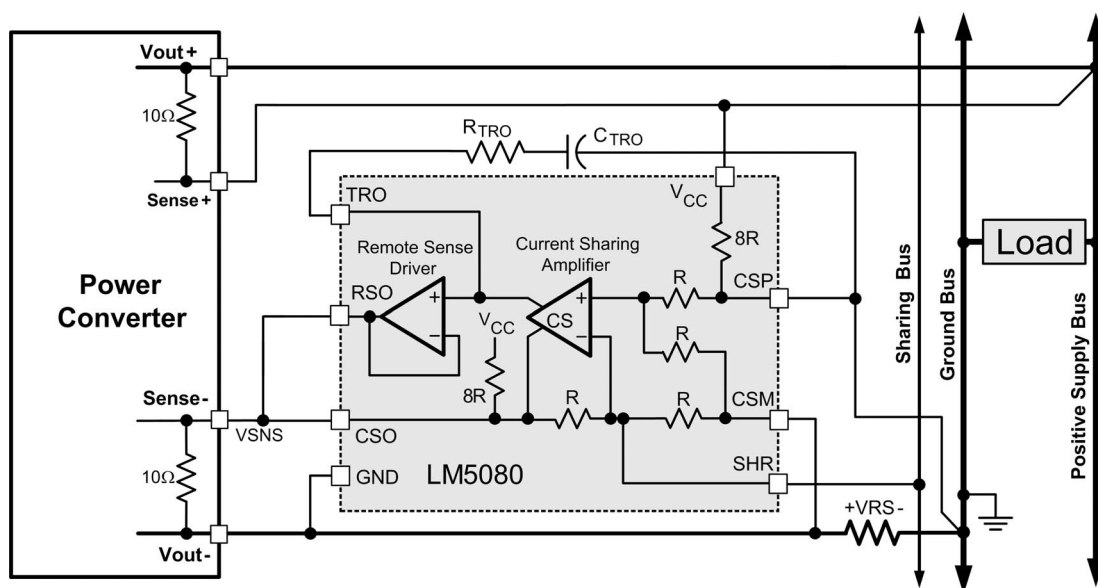 Vout+
10Ω
Sense+
Power
Converter
Sense-
VSNS
10Ω
Vout-
R_TRO
C_TRO
TRO
V_CC
8R
Remote Sense
Driver
Current Sharing
Amplifier
RSO
+
−
V_CC
CS
+
−
R
CSP
R
8R
R
R
CSM
CSO
GND
LM5080
SHR
+VRS-
Sharing Bus
Ground Bus
Load
Positive Supply Bus